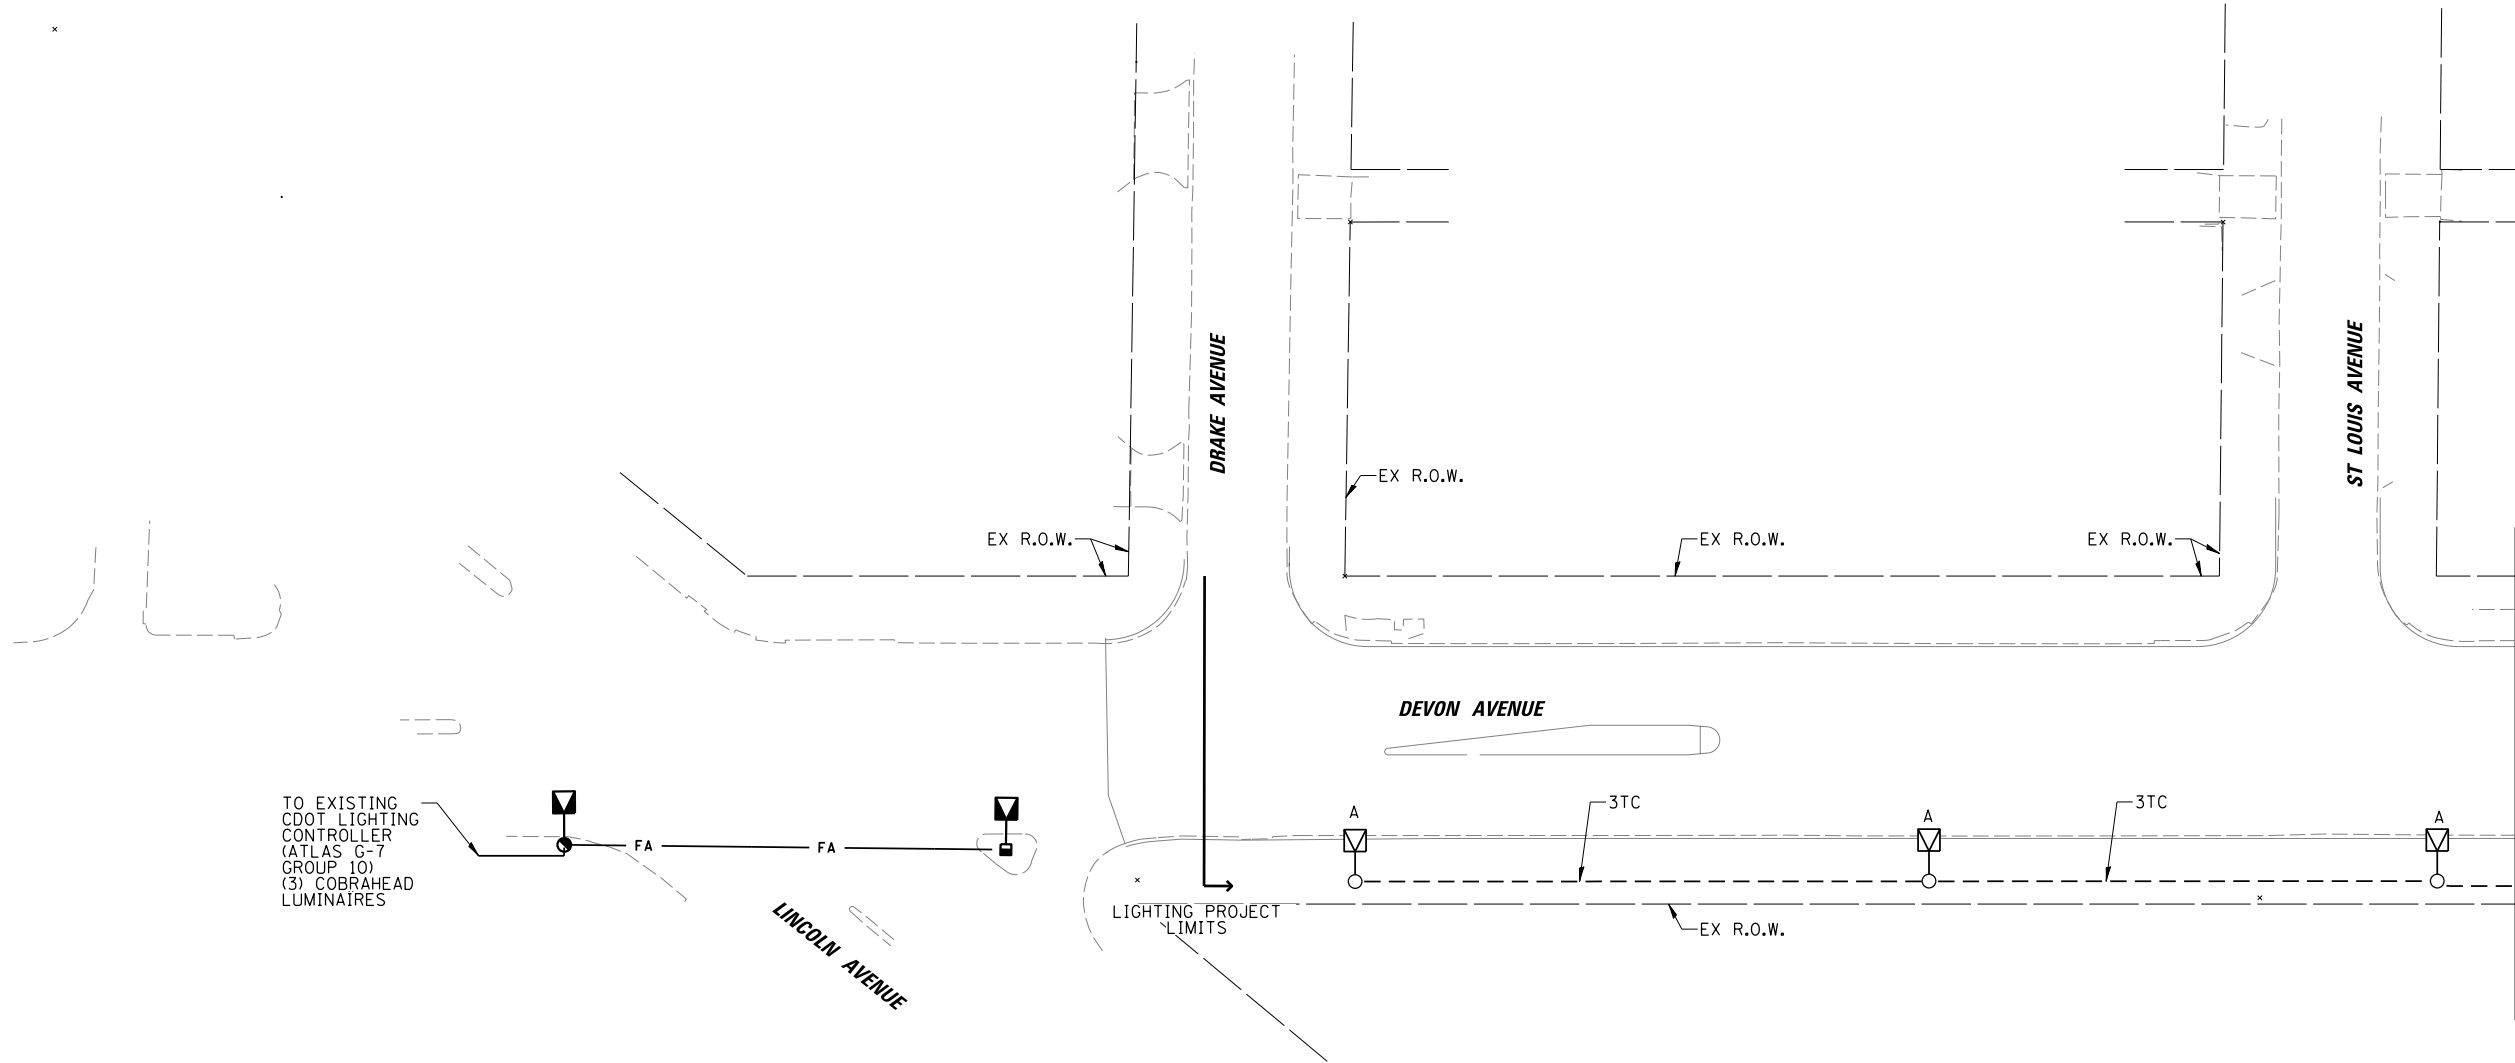 DRAKE AVENUE
ST LOUIS AVENUE
EX R.O.W.
EX R.O.W.
EX R.O.W.
EX R.O.W.
DEVON AVENUE
TO EXISTING
CDOT LIGHTING
CONTROLLER
(ATLAS G-7
GROUP 10)
(3) COBRAHEAD
LUMINAIRES
FA
FA
A
3TC
A
3TC
A
LINCOLN AVENUE
LIGHTING PROJECT
LIMITS
EX R.O.W.